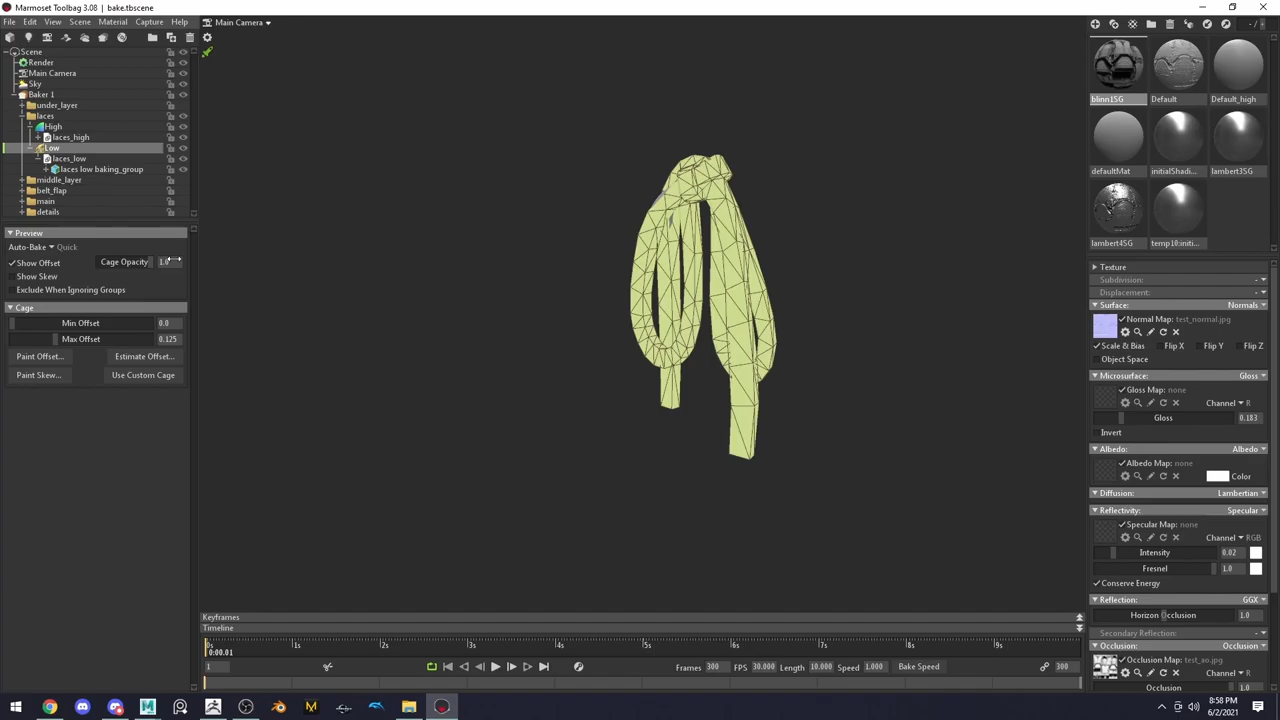 Marmoset Toolbag 3.08 | bake.tbscene
File Edit View Scene Material Capture Help
Main Camera
Scene
Render
Main Camera
Sky
Baker 1
under_layer
laces
High
laces_high
Low
laces_low
laces low baking_group
middle_layer
belt_flap
main
details
Preview
Auto-Bake Quick
Show Offset Cage Opacity 1.0
Show Skew
Exclude When Ignoring Groups
Cage
Min Offset 0.0
Max Offset 0.125
Paint Offset... Estimate Offset...
Paint Skew... Use Custom Cage
Keyframes
Timeline
0s 1s 2s 3s 4s 5s 6s 7s 8s 9s
0:00.01
1
Frames 300 FPS 30.000 Length 10.000 Speed 1.000 Bake Speed 300
- /
blinn1SG Default Default_high
defaultMat initialShadi... lambert3SG
lambert4SG temp10:initi...
Texture
Subdivision: -
Displacement: -
Surface: Normals
Normal Map: test_normal.jpg
Scale & Bias Flip X Flip Y Flip Z
Object Space
Microsurface: Gloss
Gloss Map: none
Channel R
Gloss 0.183
Invert
Albedo: Albedo
Albedo Map: none
Color
Diffusion: Lambertian
Reflectivity: Specular
Specular Map: none
Channel RGB
Intensity 0.02
Fresnel 1.0
Conserve Energy
Reflection: GGX
Horizon Occlusion 1.0
Secondary Reflection: -
Occlusion: Occlusion
Occlusion Map: test_ao.jpg
Channel R
Occlusion 1.0
8:58 PM
6/2/2021